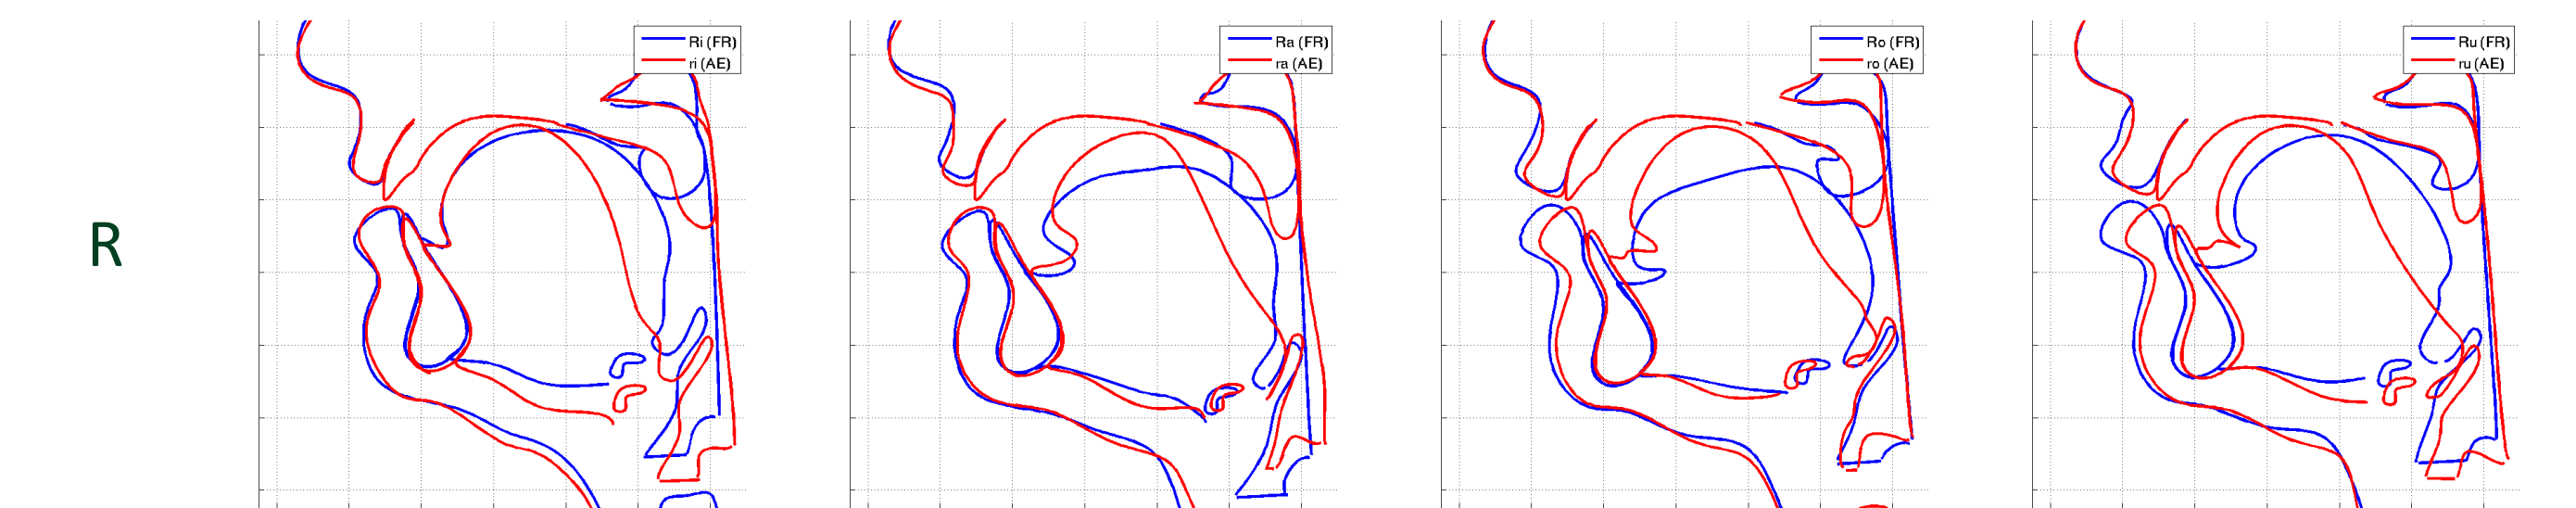 R
Ri (FR)
ri (AE)
Ra (FR)
ra (AE)
Ro (FR)
ro (AE)
Ru (FR)
ru (AE)